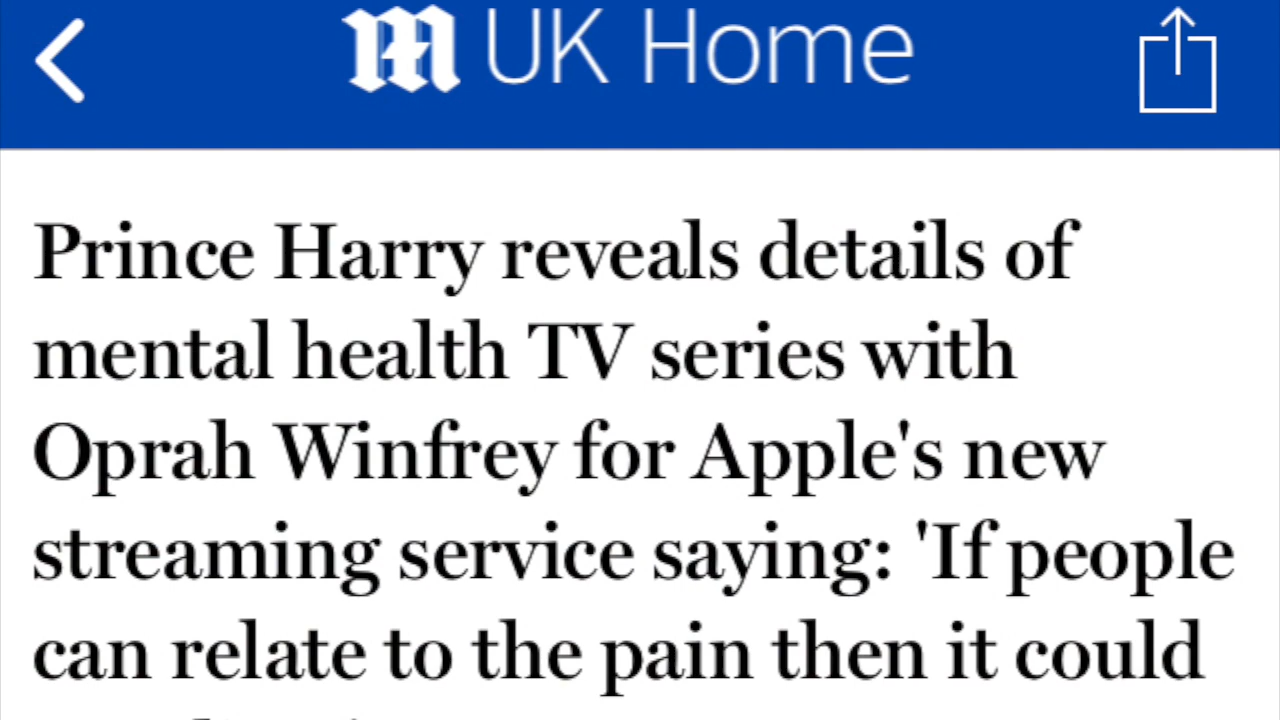 UK Home
Prince Harry reveals details of
mental health TV series with
Oprah Winfrey for Apple's new
streaming service saying: 'If people
can relate to the pain then it could